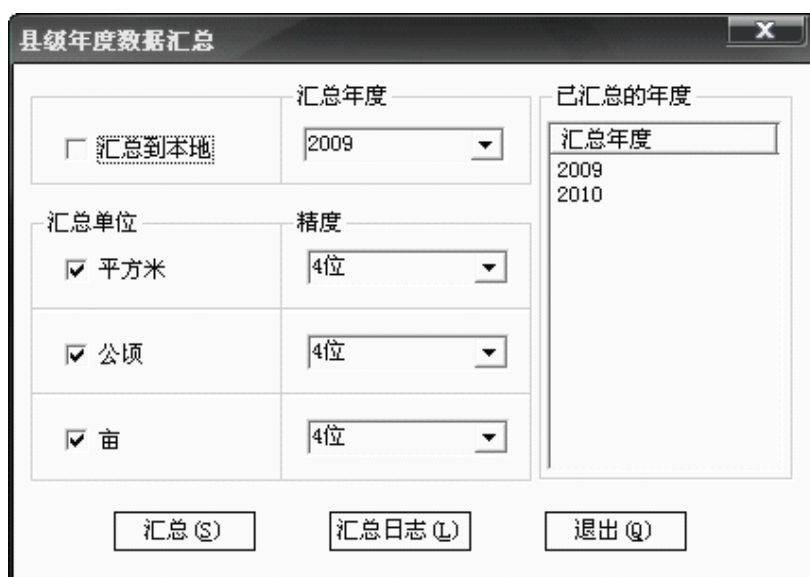 县级年度数据汇总
汇总年度
汇总到本地
2009
汇总单位
精度
平方米
4位
公顷
4位
亩
4位
已汇总的年度
汇总年度
2009
2010
汇总(S)
汇总日志(L)
退出(Q)